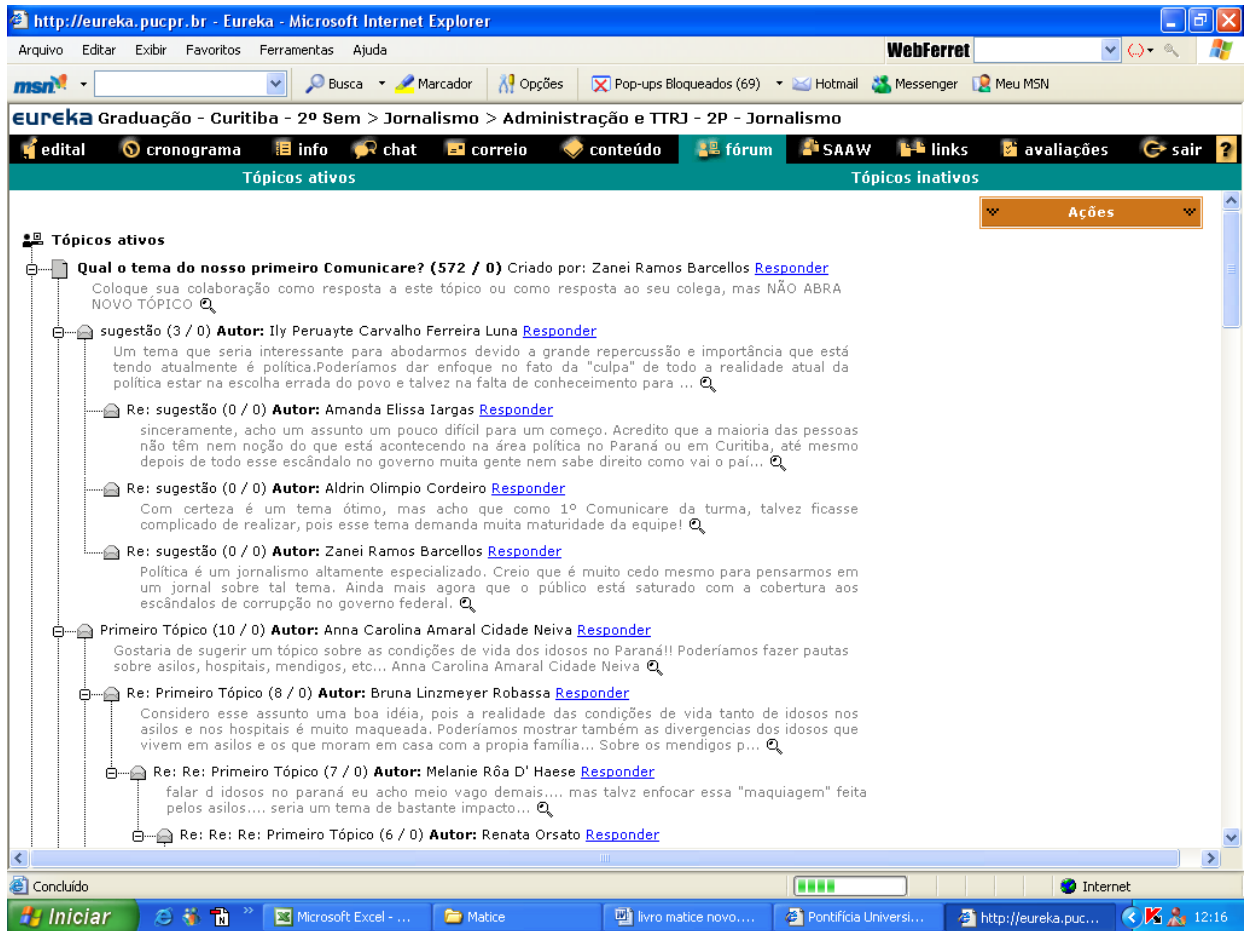 http://eureka.pucpr.br - Eureka - Microsoft Internet Explorer
Arquivo Editar Exibir Favoritos Ferramentas Ajuda WebFerret
msn Busca Marcador Opções Pop-ups Bloqueados (69) Hotmail Messenger Meu MSN
eureka Graduação - Curitiba - 2º Sem > Jornalismo > Administração e TTRJ - 2P - Jornalismo
edital cronograma info chat correio conteúdo fórum SAAW links avaliações sair ?
Tópicos ativos Tópicos inativos
Ações
Tópicos ativos
Qual o tema do nosso primeiro Comunicare? (572 / 0) Criado por: Zanei Ramos Barcellos Responder
Coloque sua colaboração como resposta a este tópico ou como resposta ao seu colega, mas NÃO ABRA
NOVO TÓPICO
sugestão (3 / 0) Autor: Ily Peruayte Carvalho Ferreira Luna Responder
Um tema que seria interessante para abodarmos devido a grande repercussão e importância que está
tendo atualmente é política.Poderíamos dar enfoque no fato da "culpa" de todo a realidade atual da
política estar na escolha errada do povo e talvez na falta de conheceimento para ...
Re: sugestão (0 / 0) Autor: Amanda Elissa Iargas Responder
sinceramente, acho um assunto um pouco difícil para um começo. Acredito que a maioria das pessoas
não têm nem noção do que está acontecendo na área política no Paraná ou em Curitiba, até mesmo
depois de todo esse escândalo no governo muita gente nem sabe direito como vai o paí...
Re: sugestão (0 / 0) Autor: Aldrin Olimpio Cordeiro Responder
Com certeza é um tema ótimo, mas acho que como 1º Comunicare da turma, talvez ficasse
complicado de realizar, pois esse tema demanda muita maturidade da equipe!
Re: sugestão (0 / 0) Autor: Zanei Ramos Barcellos Responder
Política é um jornalismo altamente especializado. Creio que é muito cedo mesmo para pensarmos em
um jornal sobre tal tema. Ainda mais agora que o público está saturado com a cobertura aos
escândalos de corrupção no governo federal.
Primeiro Tópico (10 / 0) Autor: Anna Carolina Amaral Cidade Neiva Responder
Gostaria de sugerir um tópico sobre as condições de vida dos idosos no Paraná!! Poderíamos fazer pautas
sobre asilos, hospitais, mendigos, etc... Anna Carolina Amaral Cidade Neiva
Re: Primeiro Tópico (8 / 0) Autor: Bruna Linzmeyer Robassa Responder
Considero esse assunto uma boa idéia, pois a realidade das condições de vida tanto de idosos nos
asilos e nos hospitais é muito maqueada. Poderíamos mostrar também as divergencias dos idosos que
vivem em asilos e os que moram em casa com a propia família... Sobre os mendigos p...
Re: Re: Primeiro Tópico (7 / 0) Autor: Melanie Rôa D' Haese Responder
falar d idosos no paraná eu acho meio vago demais.... mas talvz enfocar essa "maquiagem" feita
pelos asilos.... seria um tema de bastante impacto...
Re: Re: Re: Primeiro Tópico (6 / 0) Autor: Renata Orsato Responder
Concluído Internet
Iniciar Microsoft Excel - ... Matice livro matice novo.... Pontifícia Universi... http://eureka.puc... 12:16